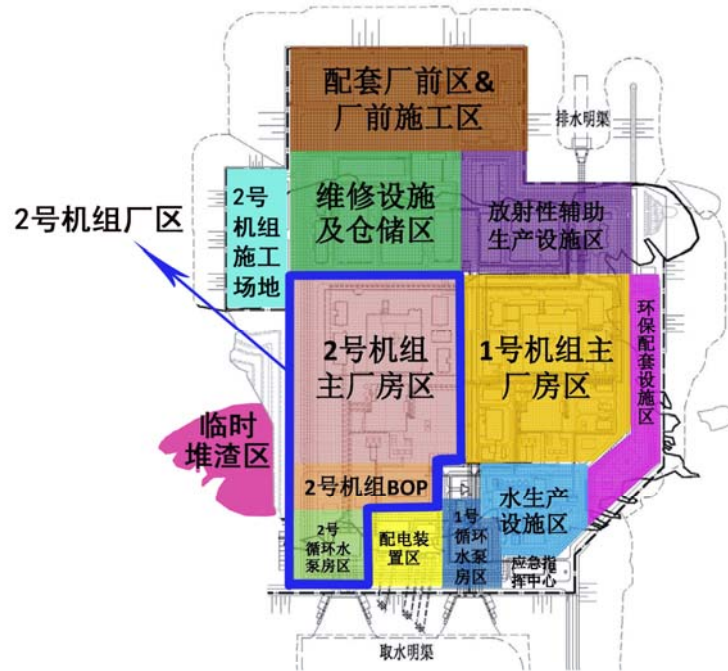 配套厂前区&
厂前施工区
排水明渠
2号
机组
施工
场地
维修设施
及仓储区
放射性辅助
生产设施区
2号机组厂区
2号机组
主厂房区
1号机组主
厂房区
环保配套设施区
临时
堆渣区
2号机组BOP
水生产
设施区
2号
循环水
泵房区
配电装
置区
1号
循环
水泵
房区
应急指
挥中心
取水明渠